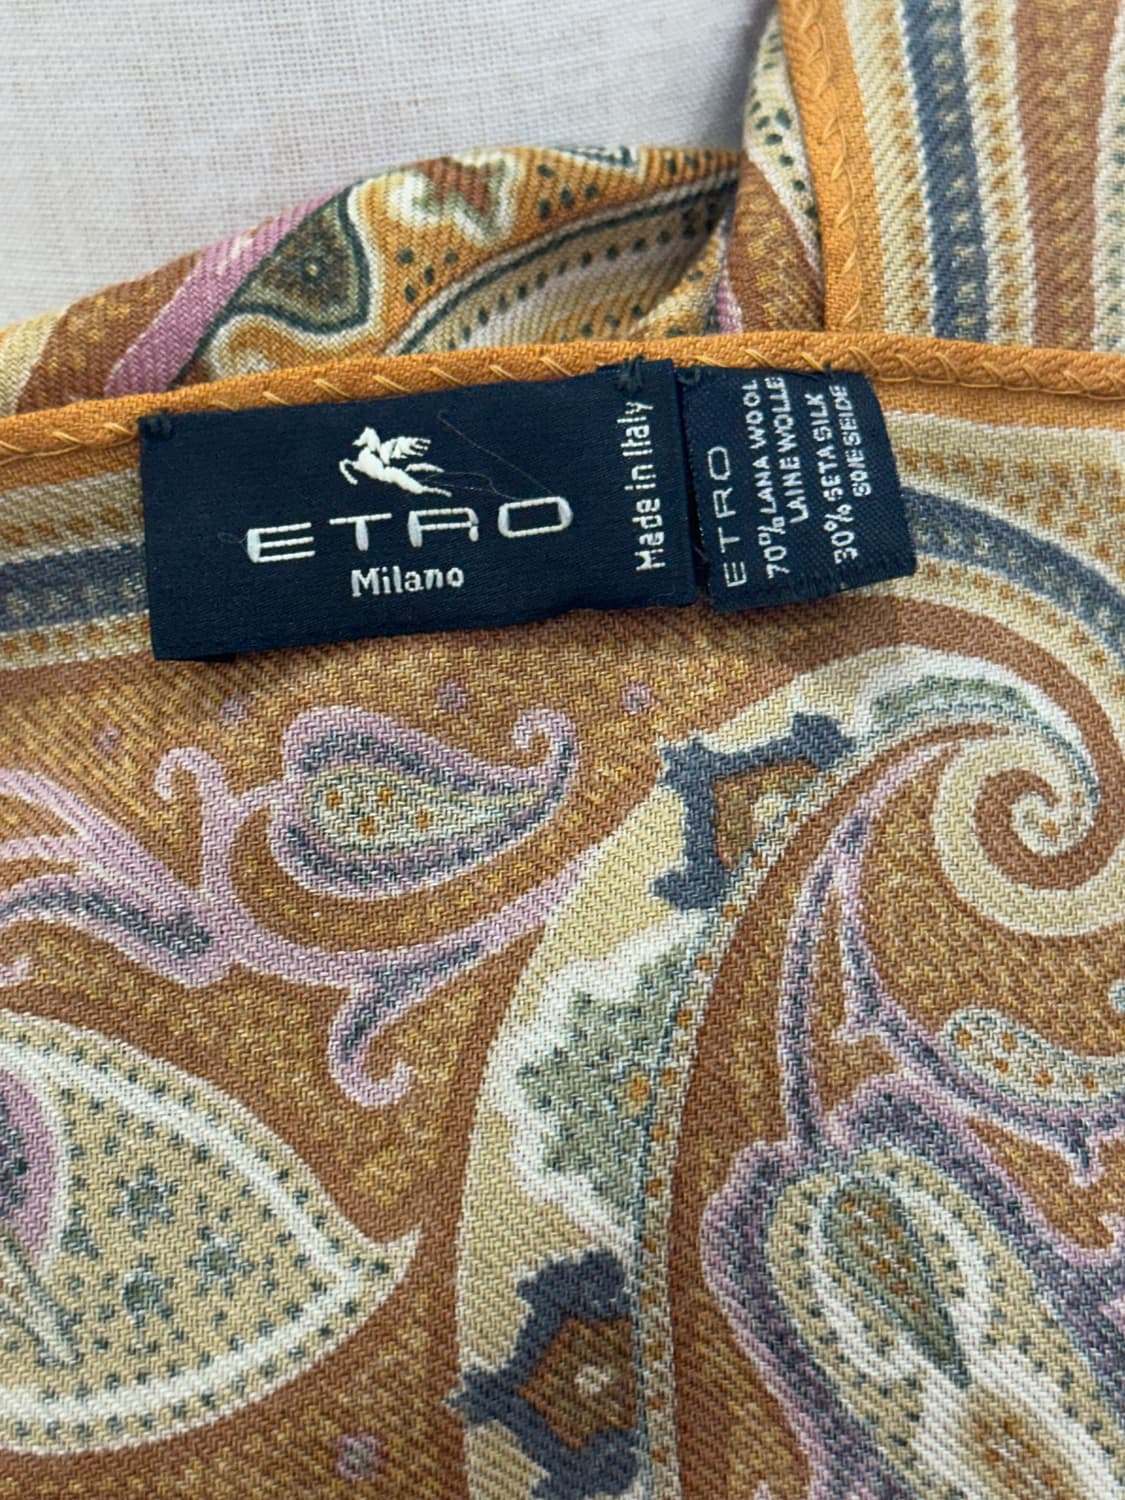 ETRO
Milano
Made in Italy
ETRO
70% LANA WOOL
LAINE WOLLE
30% SETA SILK
SOIE SEIDE